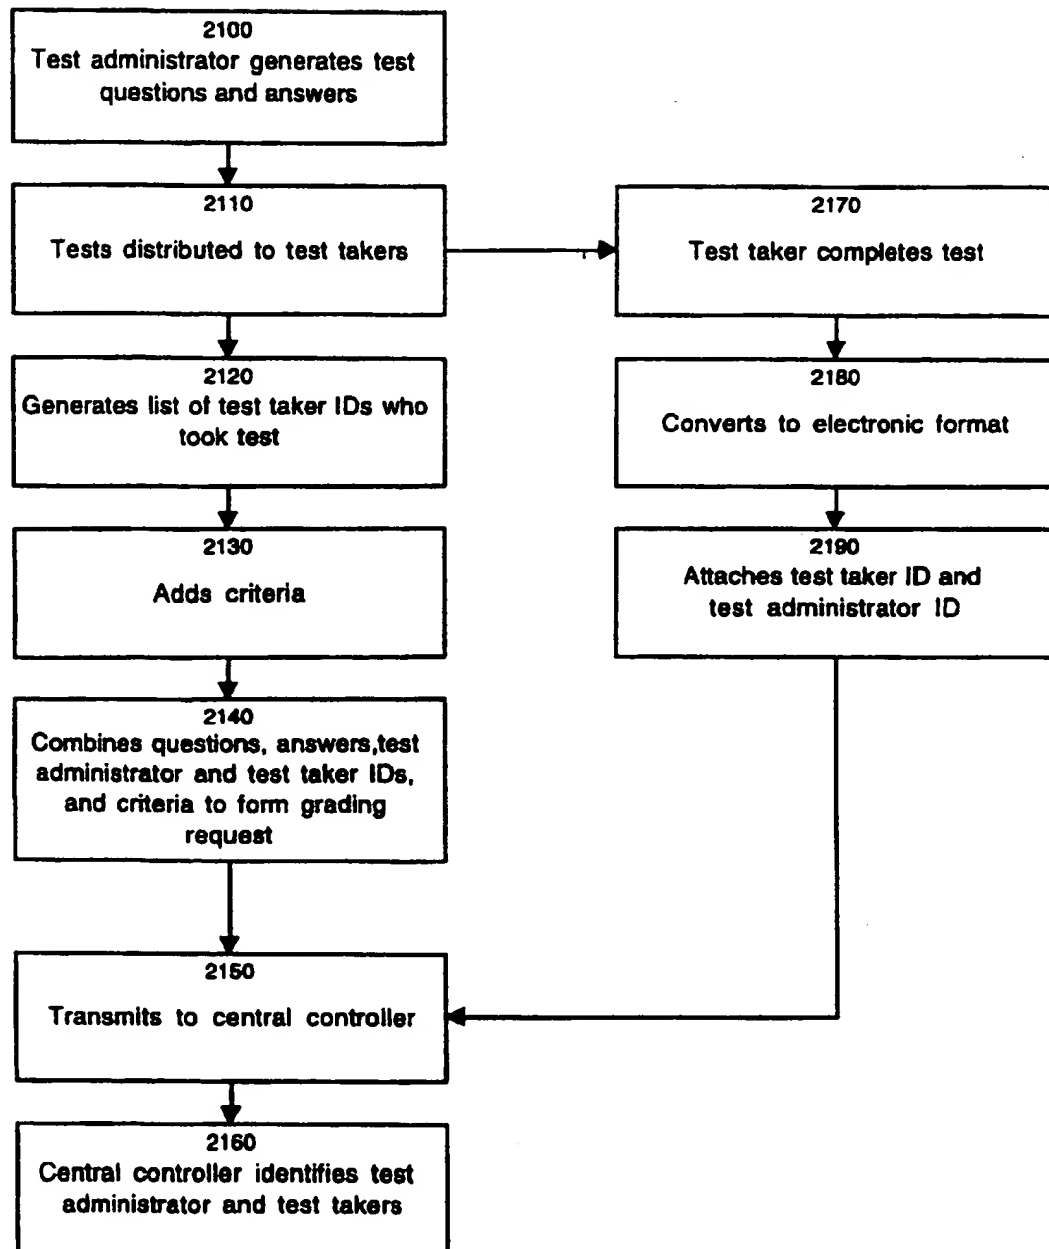 2100
Test administrator generates test
questions and answers
2110
Tests distributed to test takers
2120
Generates list of test taker IDs who
took test
2130
Adds criteria
2140
Combines questions, answers,test
administrator and test taker IDs,
and criteria to form grading
request
2150
Transmits to central controller
2160
Central controller identifies test
administrator and test takers
2170
Test taker completes test
2180
Converts to electronic format
2190
Attaches test taker ID and
test administrator ID